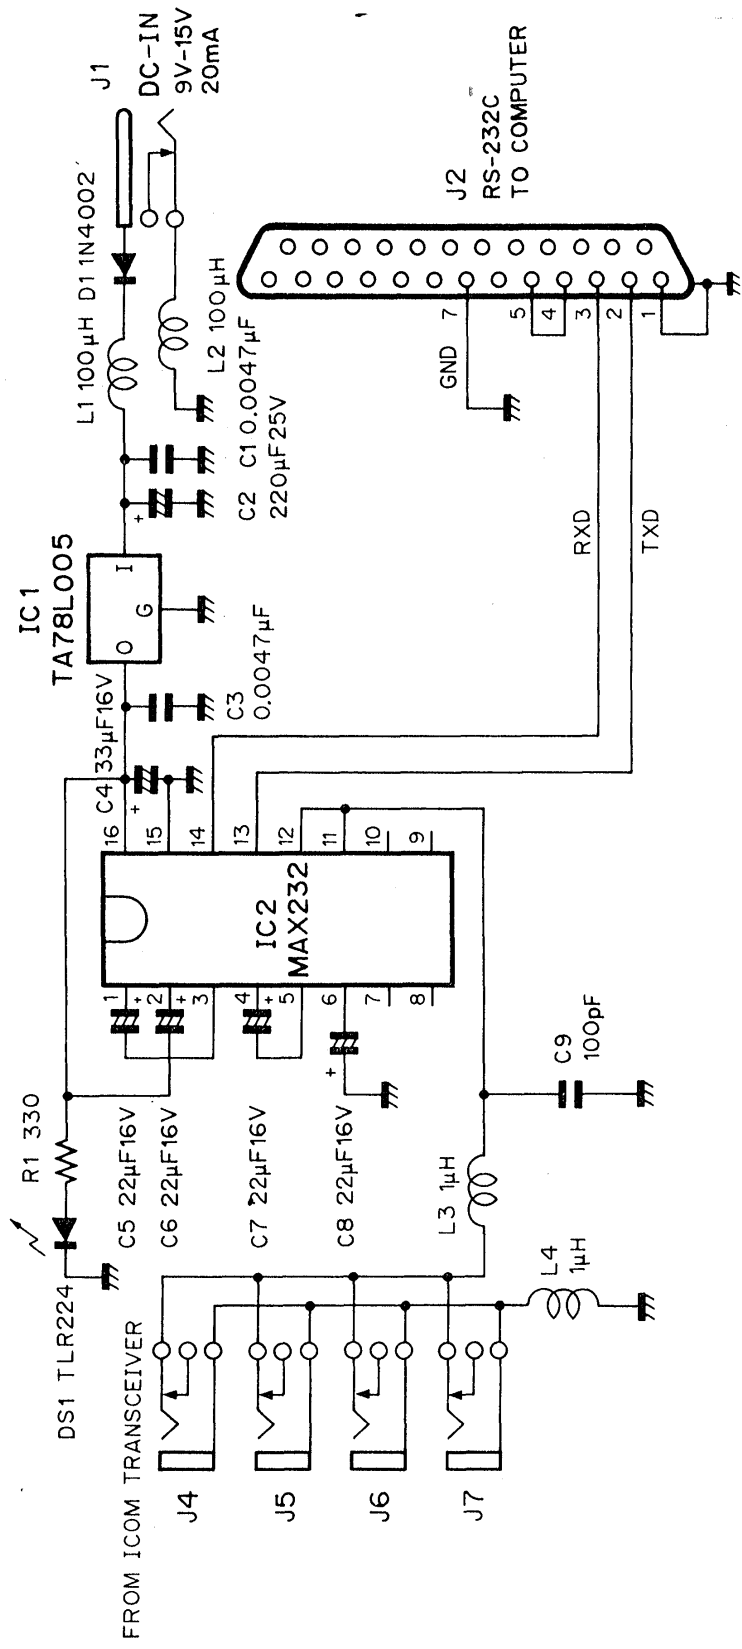 J1
DC-IN
9V-15V
20mA
L1 100µH D1 1N4002
L2 100µH
C1 0.0047µF
C2 220µF25V
IC1
TA78L005
O
I
G
C3
0.0047µF
C4 33µF16V
+
+
J2
RS-232C
TO COMPUTER
7
5
4
3
2
1
GND
RXD
TXD
16
15
14
13
12
11
10
9
IC2
MAX232
1
2
3
4
5
6
7
8
+
+
+
+
R1 330
DS1 TLR224
C5 22µF16V
C6 22µF16V
C7 22µF16V
C8 22µF16V
C9
100pF
L3 1µH
L4
1µH
FROM ICOM TRANSCEIVER
J4
J5
J6
J7